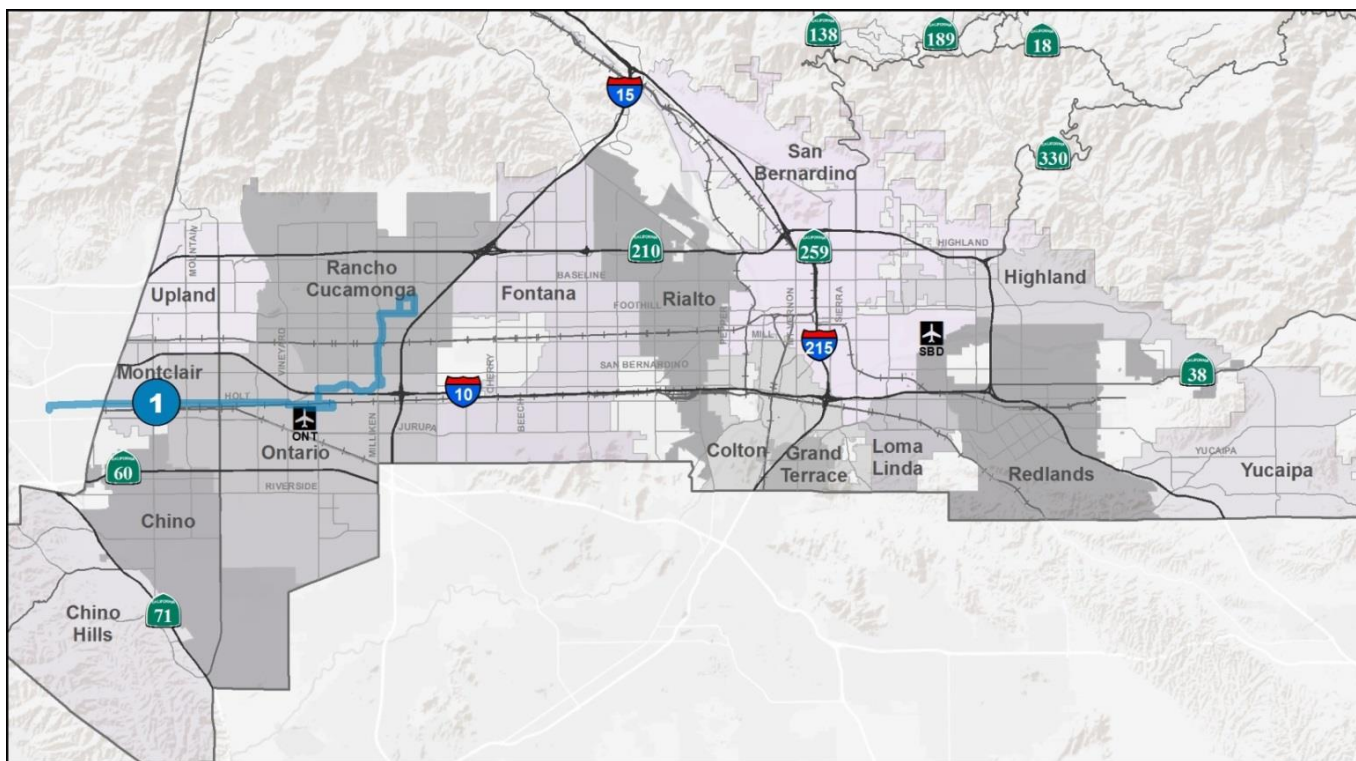 138
189
18
15
330
San
Bernardino
MOUNTAIN
HIGHLAND
210
259
Rancho
Cucamonga
BASELINE
Highland
Upland
Fontana
Rialto
FOOTHILL
SIERRA
VINEYARD
PEPPER
MILL
215
SBD
Montclair
CHERRY
SAN BERNARDINO
38
1
HOLT
10
BEECH
ONT
MILLIKEN
JURUPA
Ontario
Colton
Grand
Terrace
Loma
Linda
Redlands
YUCAIPA
Yucaipa
60
RIVERSIDE
Chino
Chino
Hills
71